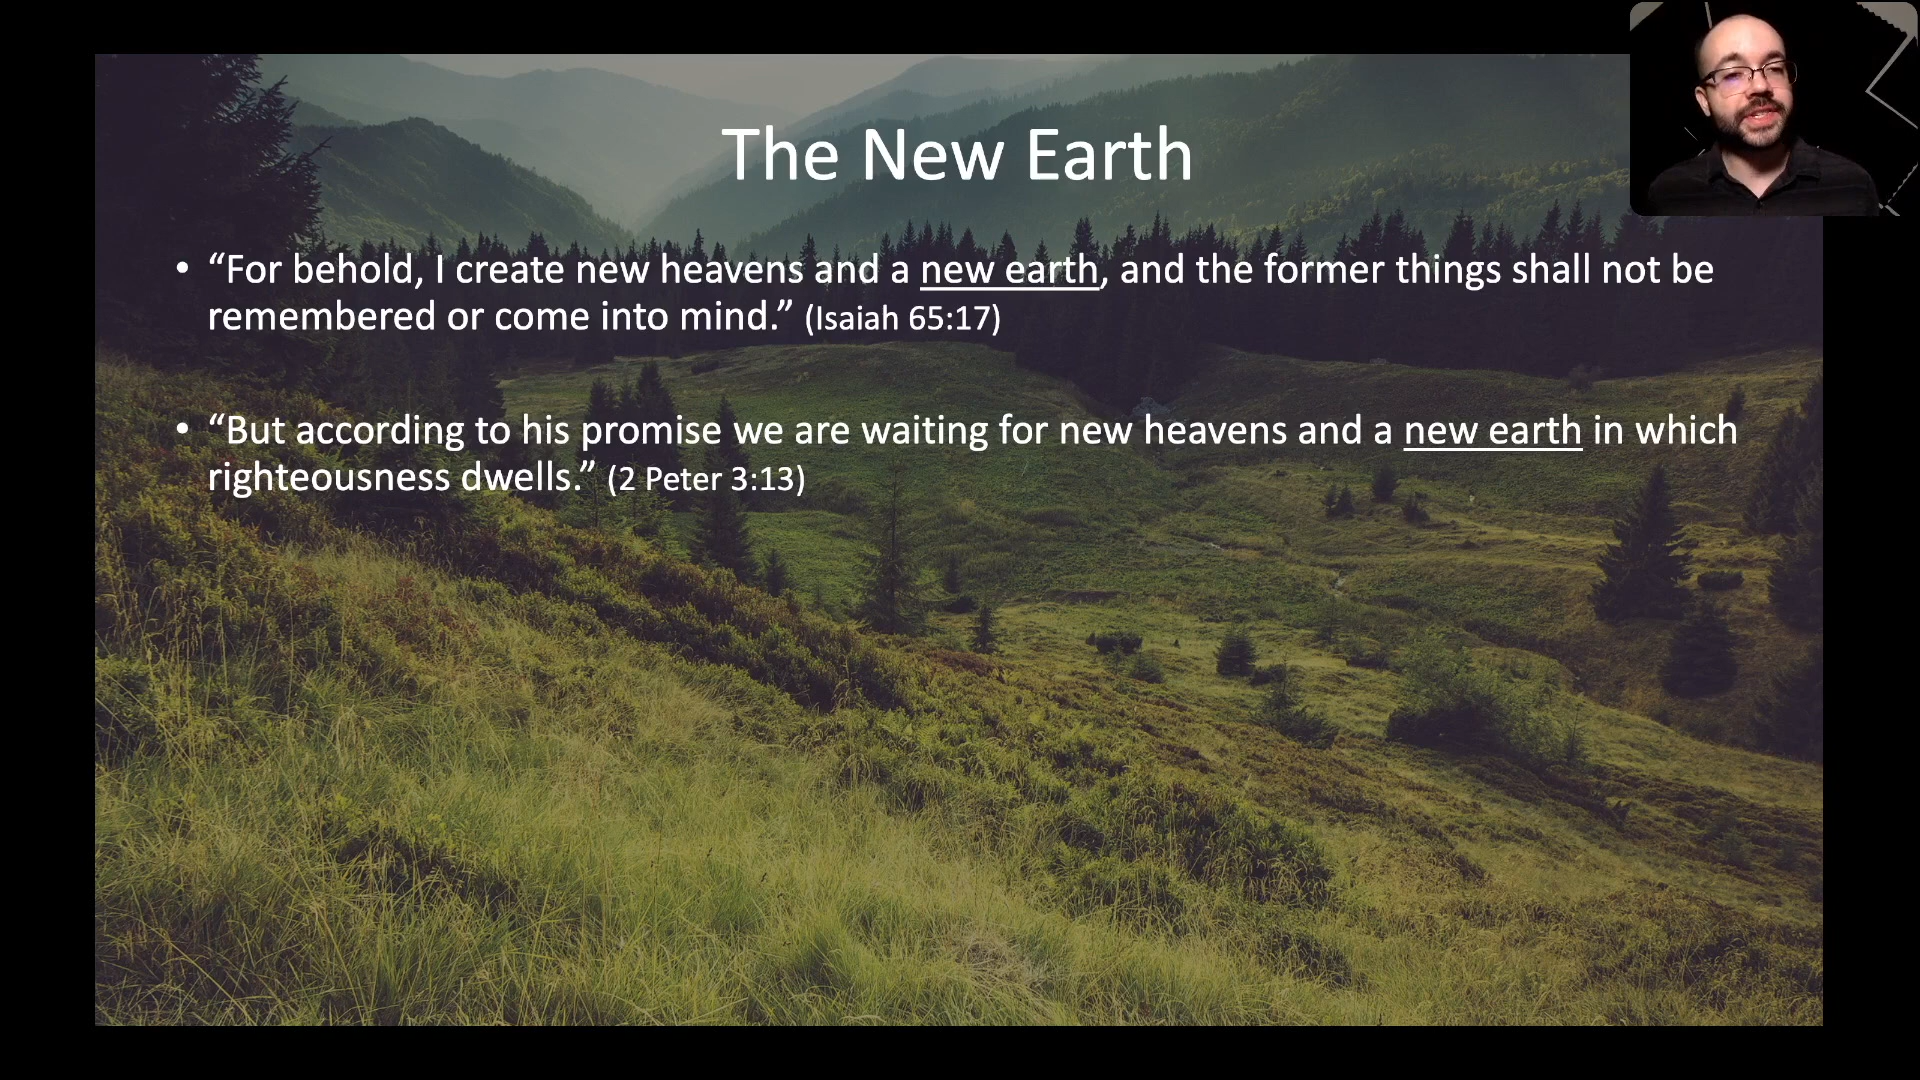 The New Earth
• “For behold, I create new heavens and a new earth, and the former things shall not be
remembered or come into mind.” (Isaiah 65:17)
• “But according to his promise we are waiting for new heavens and a new earth in which
righteousness dwells.” (2 Peter 3:13)